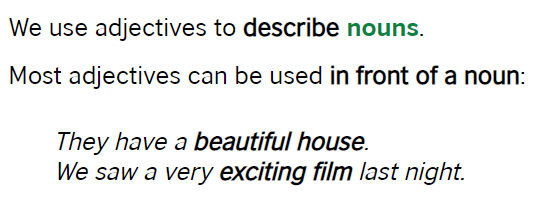 We use adjectives to describe nouns.
Most adjectives can be used in front of a noun:
They have a beautiful house.
We saw a very exciting film last night.